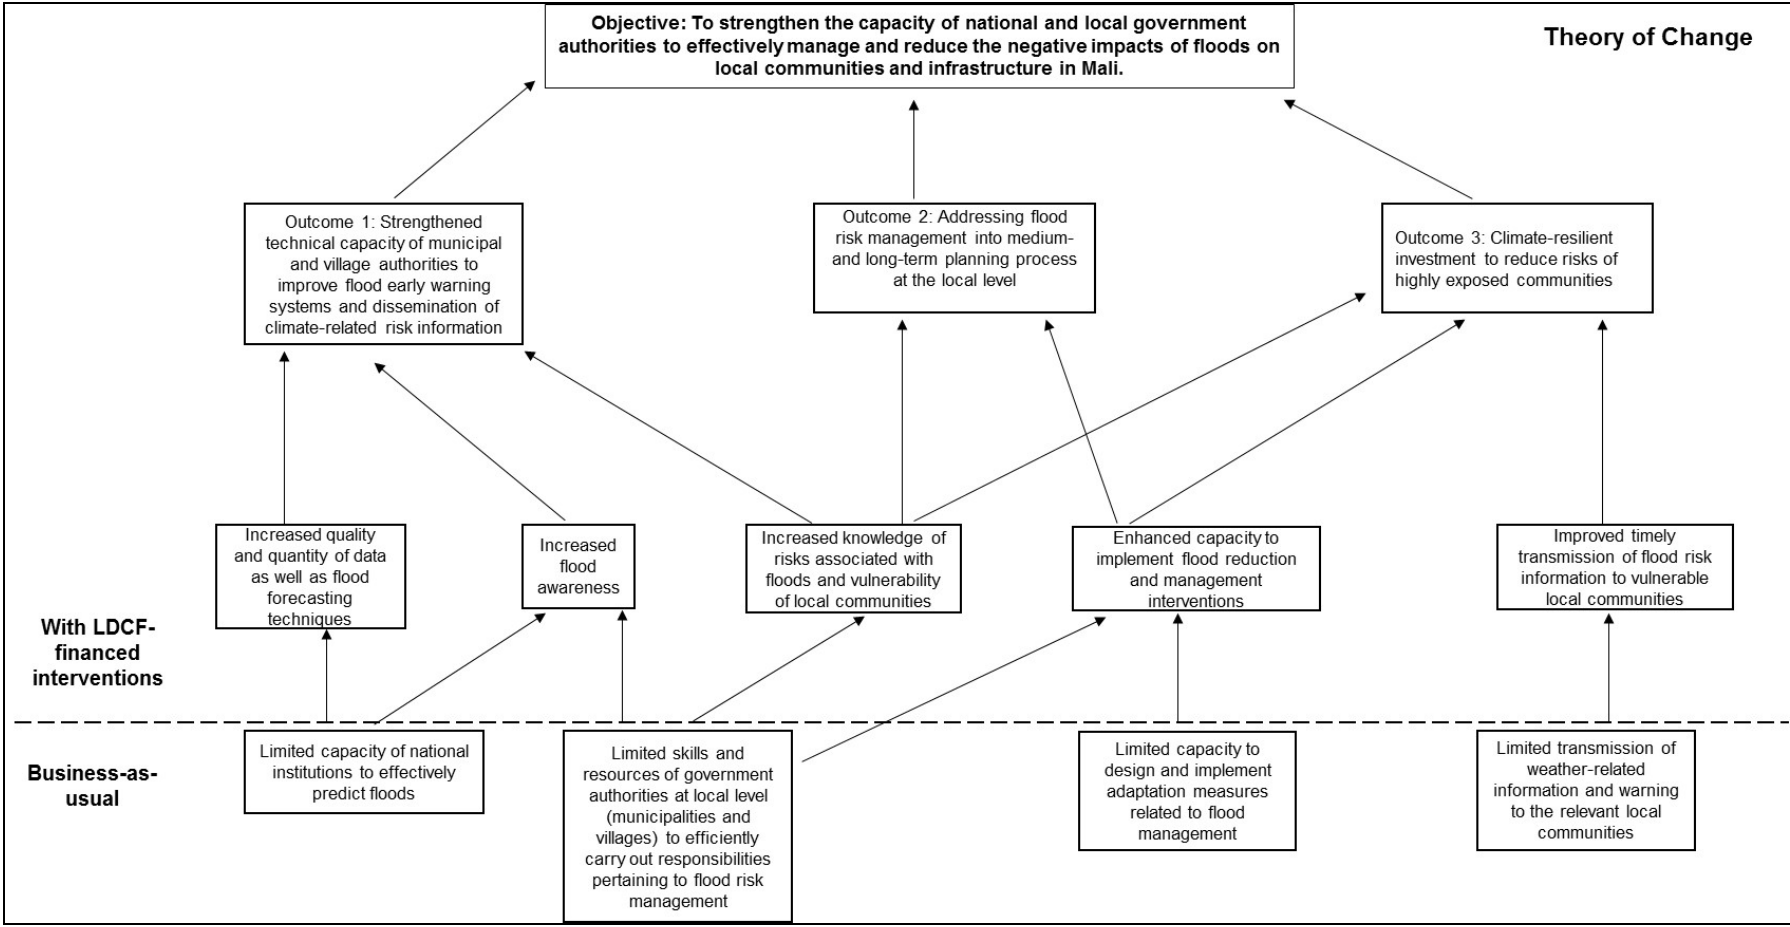 Objective: To strengthen the capacity of national and local government
authorities to effectively manage and reduce the negative impacts of floods on
local communities and infrastructure in Mali.
Theory of Change
Outcome 1: Strengthened
technical capacity of municipal
and village authorities to
improve flood early warning
systems and dissemination of
climate-related risk information
Outcome 2: Addressing flood
risk management into medium-
and long-term planning process
at the local level
Outcome 3: Climate-resilient
investment to reduce risks of
highly exposed communities
Increased quality
and quantity of data
as well as flood
forecasting
techniques
Increased
flood
awareness
Increased knowledge of
risks associated with
floods and vulnerability
of local communities
Enhanced capacity to
implement flood reduction
and management
interventions
Improved timely
transmission of flood risk
information to vulnerable
local communities
With LDCF-
financed
interventions
Business-as-
usual
Limited capacity of national
institutions to effectively
predict floods
Limited skills and
resources of government
authorities at local level
(municipalities and
villages) to efficiently
carry out responsibilities
pertaining to flood risk
management
Limited capacity to
design and implement
adaptation measures
related to flood
management
Limited transmission of
weather-related
information and warning
to the relevant local
communities